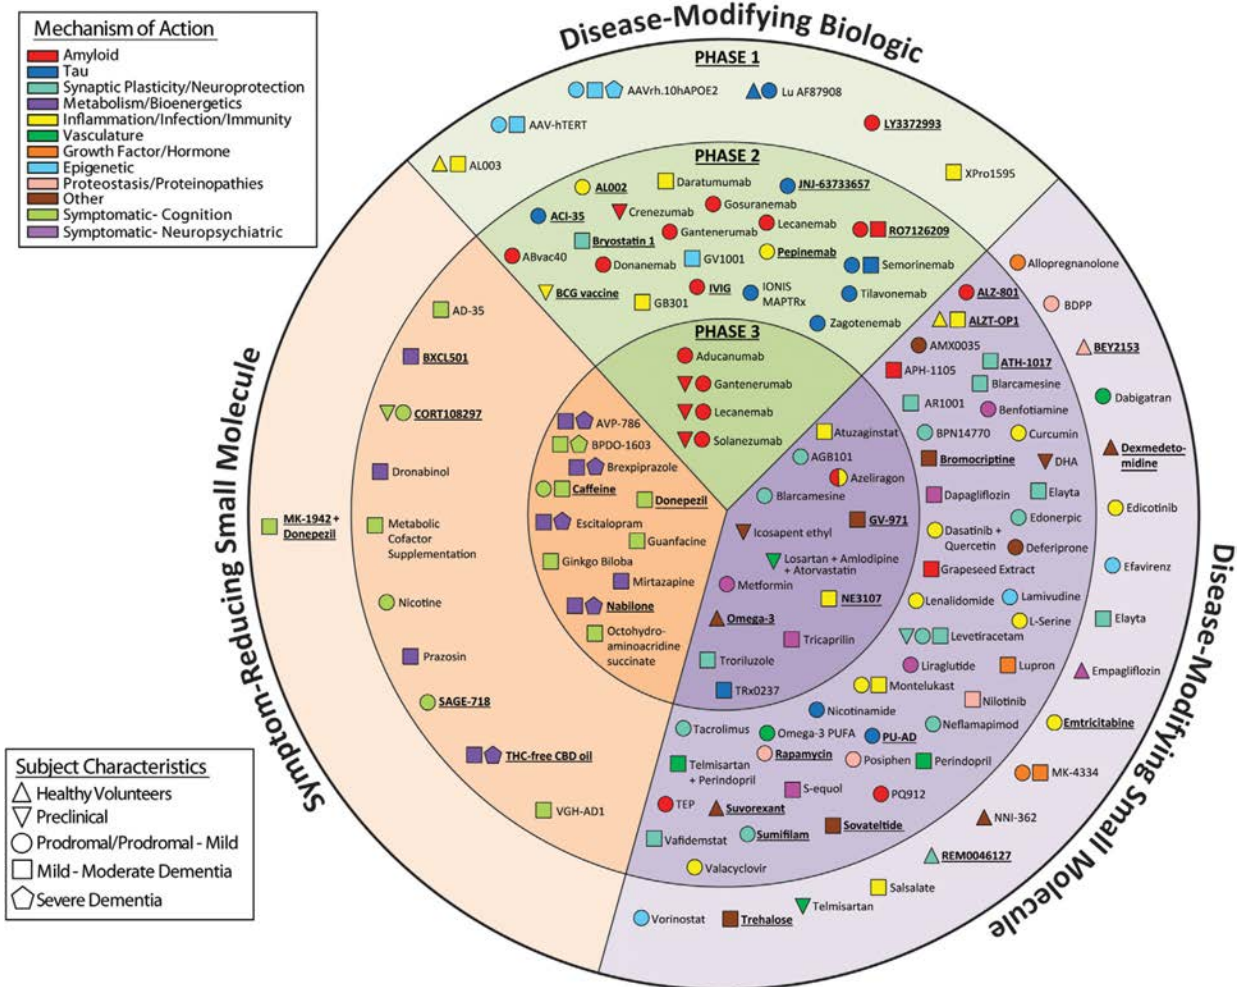 Mechanism of Action
Amyloid
Tau
Synaptic Plasticity/Neuroprotection
Metabolism/Bioenergetics
Inflammation/Infection/Immunity
Vasculature
Growth Factor/Hormone
Epigenetic
Proteostasis/Proteinopathies
Other
Symptomatic- Cognition
Symptomatic- Neuropsychiatric
Disease-Modifying Biologic
PHASE 1
AAVrh.10hAPOE2
Lu AF87908
AAV-hTERT
LY3372993
AL003
XPro1595
PHASE 2
AL002
Daratumumab
JNJ-63733657
ACI-35
Crenezumab
Gosuranemab
Lecanemab
Bryostatin 1
Gantenerumab
RO7126209
ABvac40
Donanemab
GV1001
Pepinemab
Semorinemab
BCG vaccine
GB301
IVIG
IONIS
MAPTRx
Tilavonemab
Zagotenemab
PHASE 3
Aducanumab
Gantenerumab
Lecanemab
Solanezumab
Symptom-Reducing Small Molecule
MK-1942 +
Donepezil
AD-35
BXCL501
CORT108297
Dronabinol
Metabolic
Cofactor
Supplementation
Nicotine
Prazosin
SAGE-718
THC-free CBD oil
VGH-AD1
AVP-786
BPDO-1603
Brexpiprazole
Caffeine
Donepezil
Escitalopram
Guanfacine
Ginkgo Biloba
Mirtazapine
Nabilone
Octohydro-
aminoacridine
succinate
Disease-Modifying Small Molecule
Atuzaginstat
AGB101
Azeliragon
Blarcamesine
GV-971
Icosapent ethyl
Losartan + Amlodipine
+ Atorvastatin
Metformin
NE3107
Omega-3
Tricaprilin
Troriluzole
TRx0237
ALZ-801
ALZT-OP1
AMX0035
ATH-1017
APH-1105
Blarcamesine
AR1001
Benfotiamine
BPN14770
Curcumin
Bromocriptine
DHA
Dapagliflozin
Elayta
Edonerpic
Dasatinib +
Quercetin
Deferiprone
Grapeseed Extract
Lenalidomide
Lamivudine
L-Serine
Levetiracetam
Liraglutide
Lupron
Montelukast
Nilotinib
Nicotinamide
Neflamapimod
Tacrolimus
Omega-3 PUFA
PU-AD
Telmisartan
+ Perindopril
Rapamycin
Posiphen
Perindopril
S-equol
PQ912
TEP
Suvorexant
Vafidemstat
Sumifilam
Sovateltide
Valacyclovir
Allopregnanolone
BDPP
BEY2153
Dabigatran
Dexmedeto-
midine
Edicotinib
Efavirenz
Elayta
Empagliflozin
Emtricitabine
MK-4334
NNI-362
REM0046127
Salsalate
Telmisartan
Trehalose
Vorinostat
Subject Characteristics
Healthy Volunteers
Preclinical
Prodromal/Prodromal - Mild
Mild - Moderate Dementia
Severe Dementia